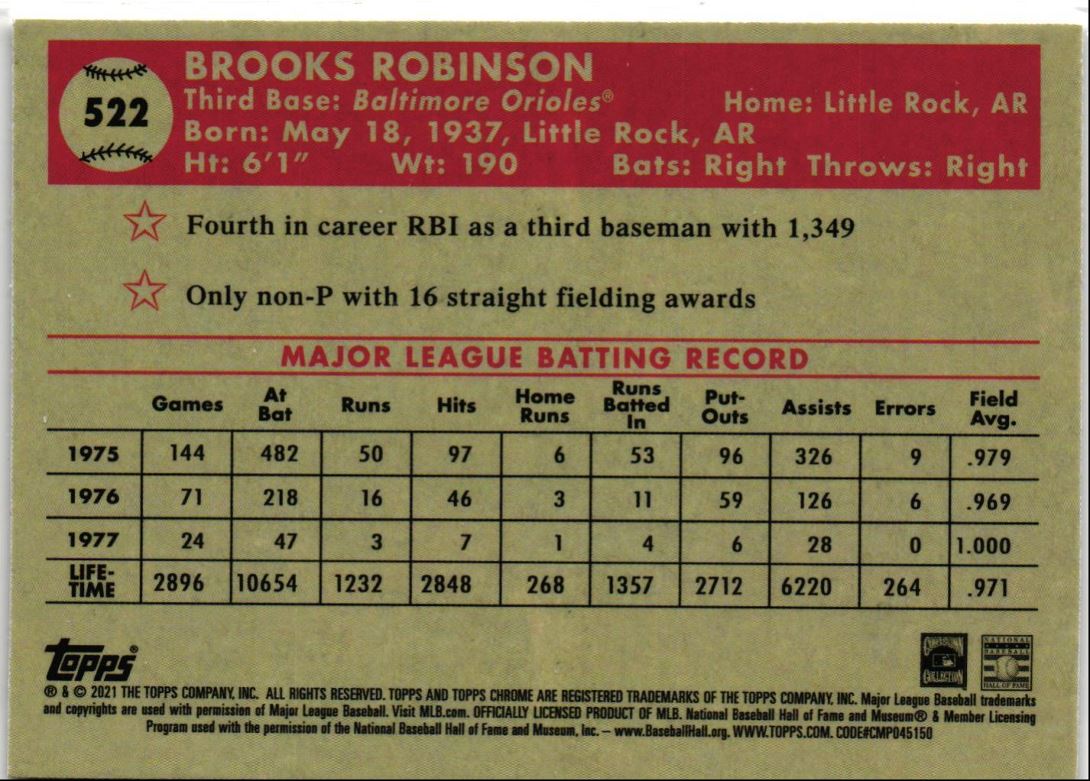 522
BROOKS ROBINSON
Third Base: Baltimore Orioles® Home: Little Rock, AR
Born: May 18, 1937, Little Rock, AR
Ht: 6'1" Wt: 190 Bats: Right Throws: Right
Fourth in career RBI as a third baseman with 1,349
Only non-P with 16 straight fielding awards
MAJOR LEAGUE BATTING RECORD
Games At Bat Runs Hits Home Runs Runs Batted In Put-Outs Assists Errors Field Avg.
1975 144 482 50 97 6 53 96 326 9 .979
1976 71 218 16 46 3 11 59 126 6 .969
1977 24 47 3 7 1 4 6 28 0 1.000
LIFE-TIME 2896 10654 1232 2848 268 1357 2712 6220 264 .971
topps®
COOPERSTOWN COLLECTION
NATIONAL BASEBALL HALL OF FAME
® & © 2021 THE TOPPS COMPANY, INC. ALL RIGHTS RESERVED. TOPPS AND TOPPS CHROME ARE REGISTERED TRADEMARKS OF THE TOPPS COMPANY, INC. Major League Baseball trademarks
and copyrights are used with permission of Major League Baseball. Visit MLB.com. OFFICIALLY LICENSED PRODUCT OF MLB. National Baseball Hall of Fame and Museum® & Member Licensing
Program used with the permission of the National Baseball Hall of Fame and Museum, Inc. – www.BaseballHall.org. WWW.TOPPS.COM. CODE#CMP045150